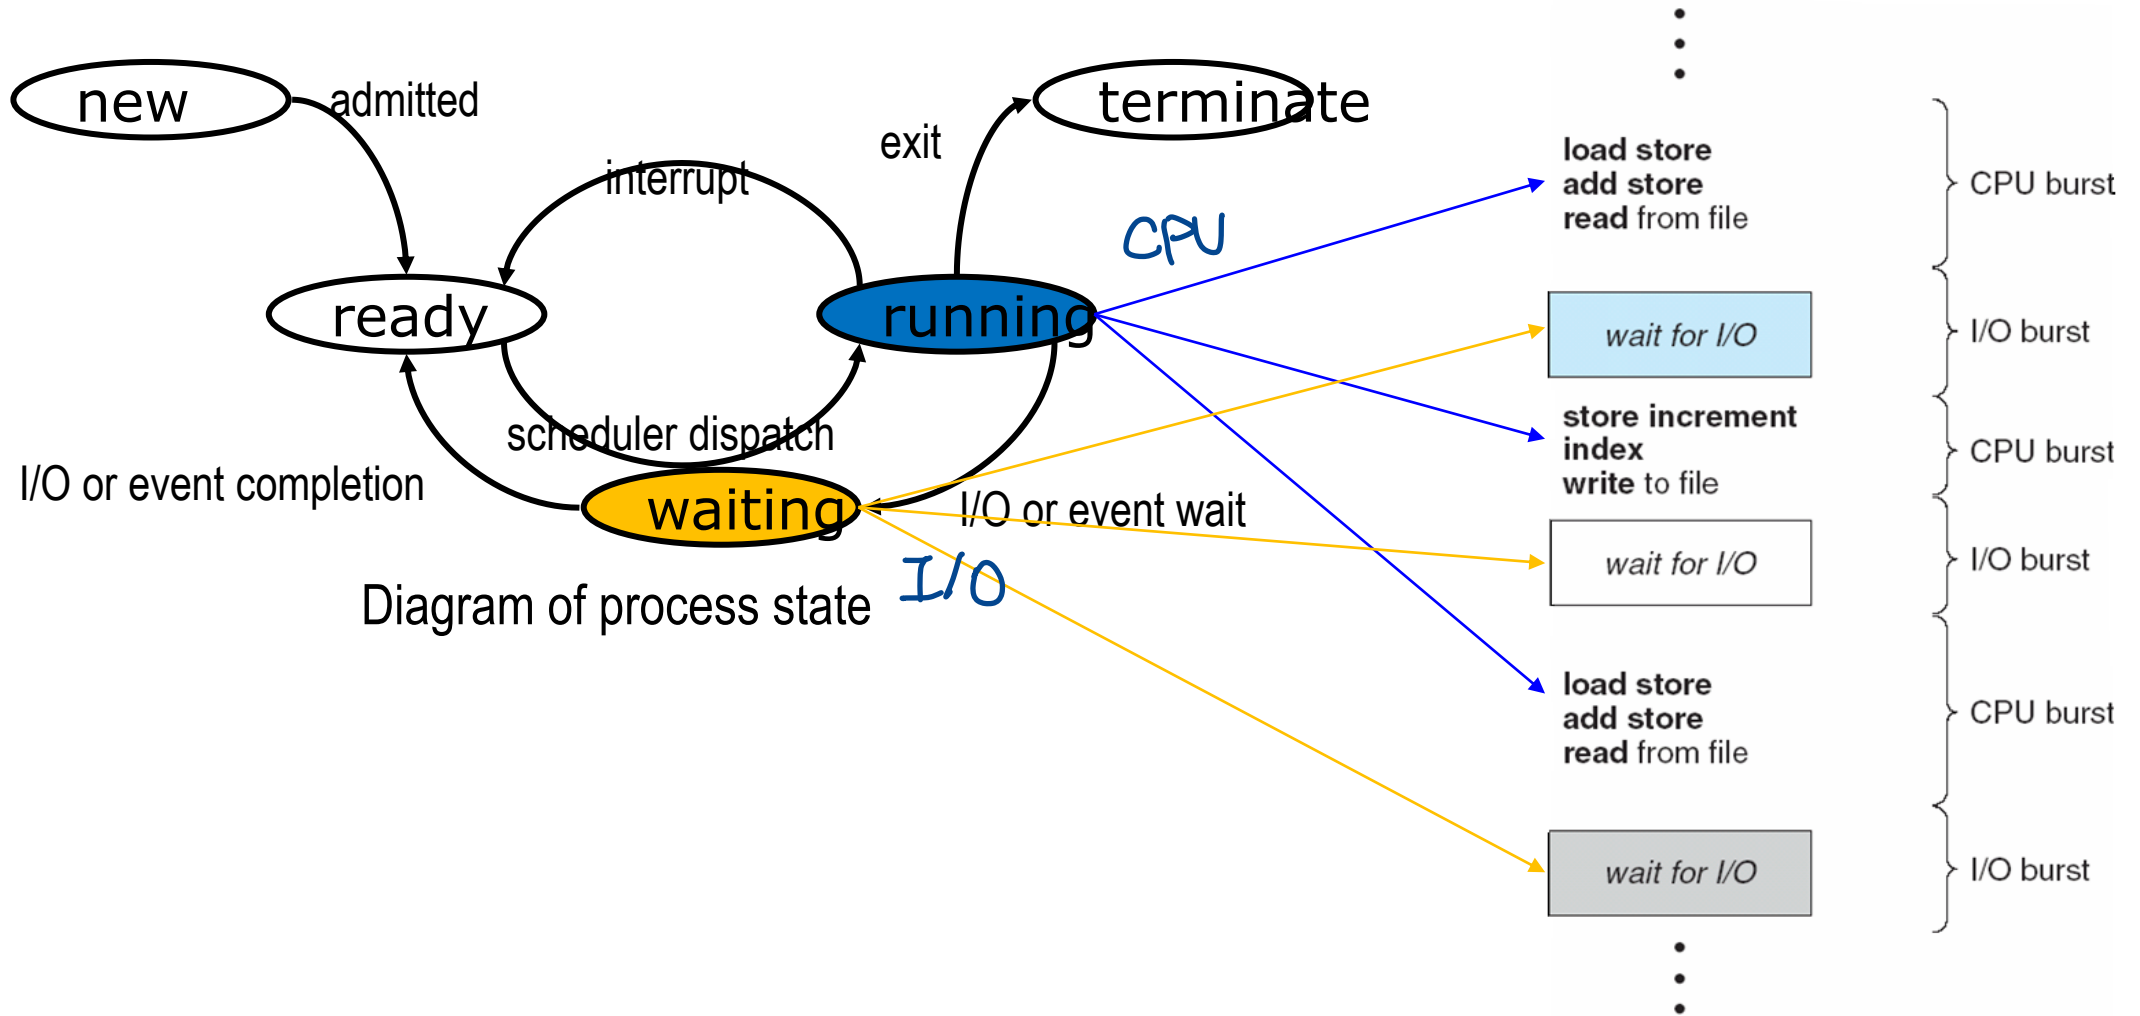 new
admitted
terminate
exit
interrupt
CPU
ready
running
scheduler dispatch
I/O or event completion
waiting
I/O or event wait
I/O
Diagram of process state
load store
add store
read from file
CPU burst
wait for I/O
I/O burst
store increment
index
write to file
CPU burst
wait for I/O
I/O burst
load store
add store
read from file
CPU burst
wait for I/O
I/O burst